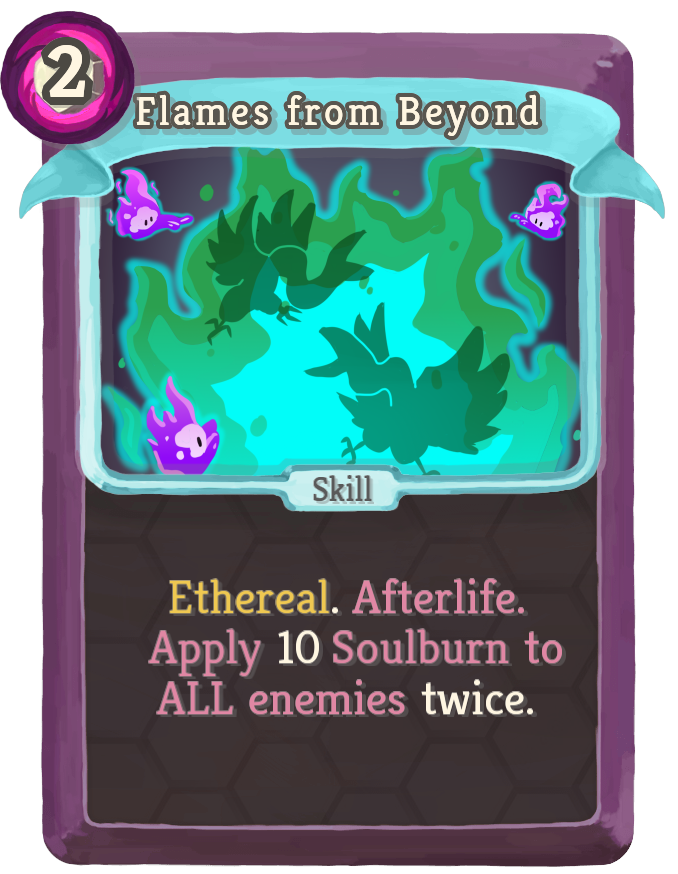 2
Flames from Beyond
Skill
Ethereal. Afterlife.
Apply 10 Soulburn to
ALL enemies twice.